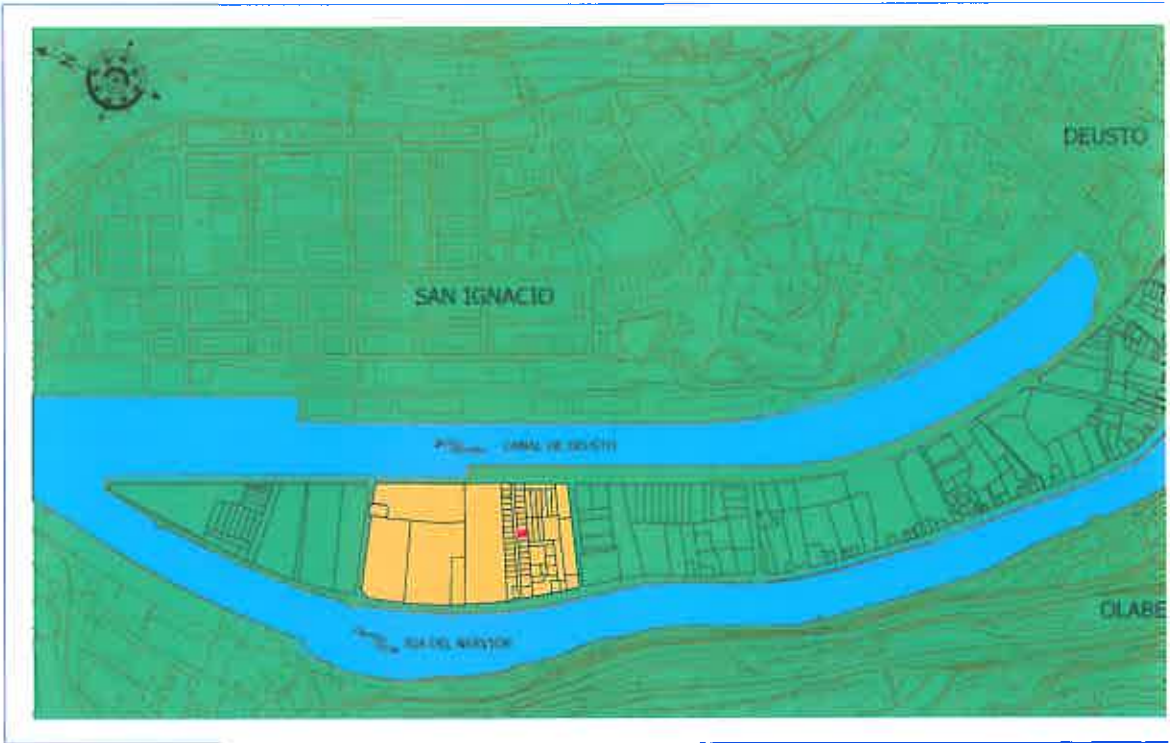 N
DEUSTO
SAN IGNACIO
CANAL DE DEUSTO
OLABE
RIA DEL NERVION